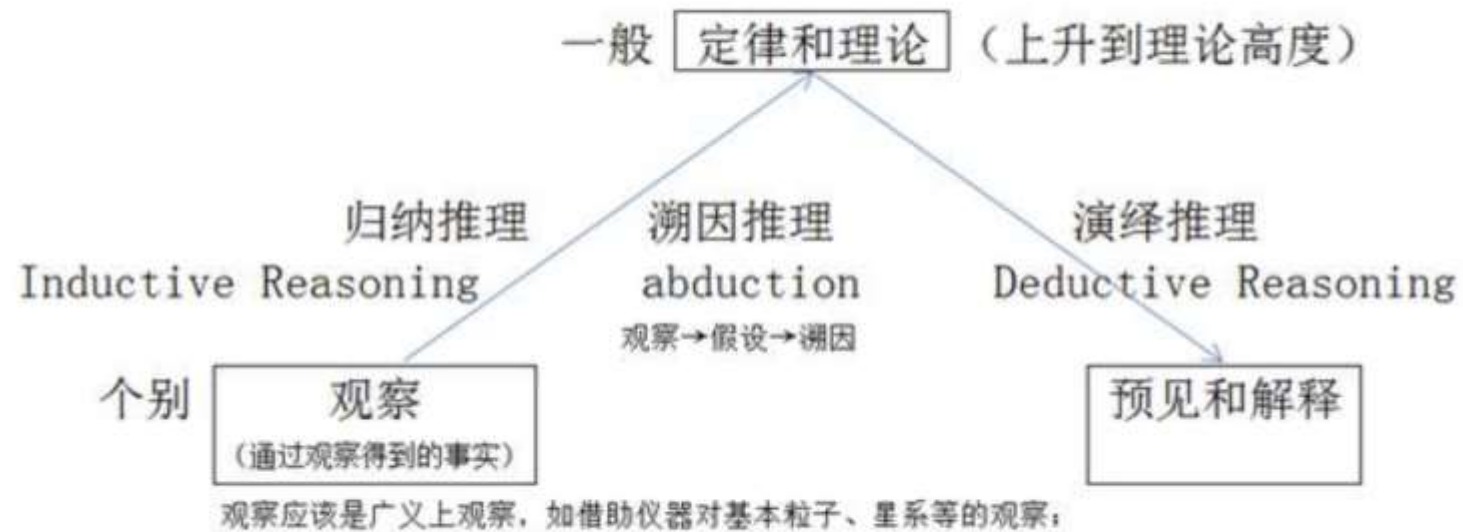 一般 定律和理论 （上升到理论高度）
归纳推理 溯因推理 演绎推理
Inductive Reasoning abduction Deductive Reasoning
观察→假设→溯因
个别 观察 预见和解释
（通过观察得到的事实）
观察应该是广义上观察，如借助仪器对基本粒子、星系等的观察；